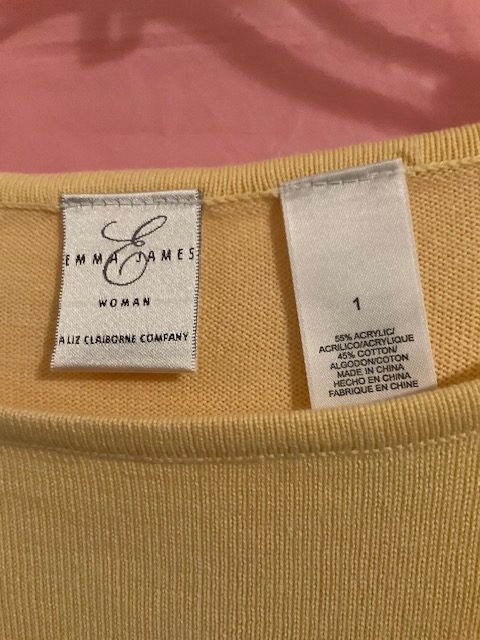 E
EMMA JAMES
WOMAN
A LIZ CLAIBORNE COMPANY
1
55% ACRYLIC/
ACRILICO/ACRYLIQUE
45% COTTON/
ALGODON/COTON
MADE IN CHINA
HECHO EN CHINA
FABRIQUE EN CHINE